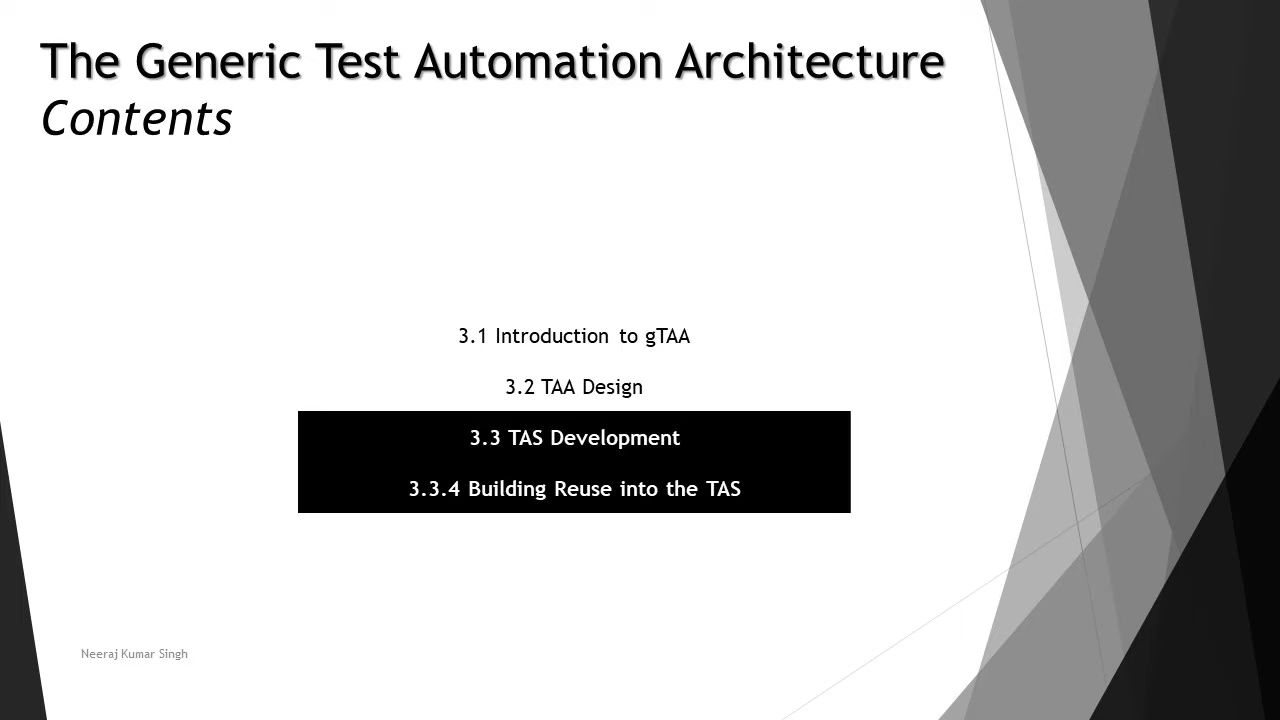 The Generic Test Automation Architecture
Contents
3.1 Introduction to gTAA
3.2 TAA Design
3.3 TAS Development
3.3.4 Building Reuse into the TAS
Neeraj Kumar Singh